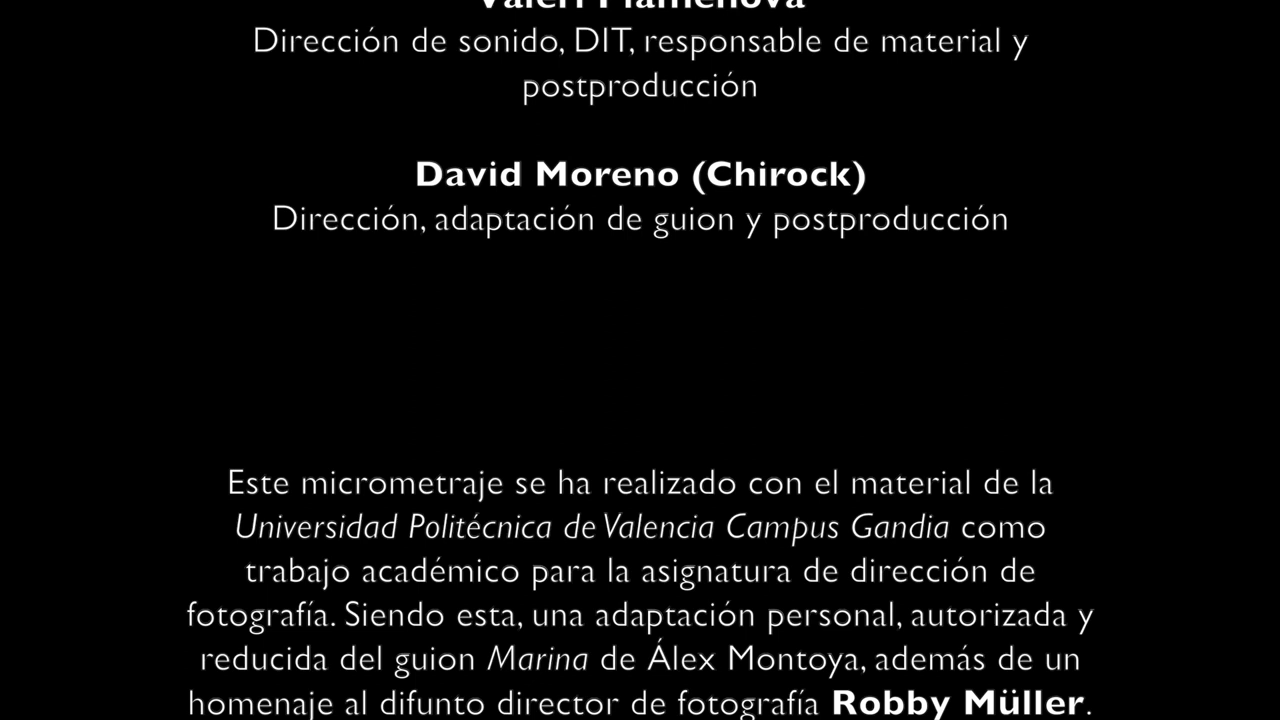 Valeri Plamenova
Dirección de sonido, DIT, responsable de material y
postproducción
David Moreno (Chirock)
Dirección, adaptación de guion y postproducción
Este micrometraje se ha realizado con el material de la
Universidad Politécnica de Valencia Campus Gandia como
trabajo académico para la asignatura de dirección de
fotografía. Siendo esta, una adaptación personal, autorizada y
reducida del guion Marina de Álex Montoya, además de un
homenaje al difunto director de fotografía Robby Müller.